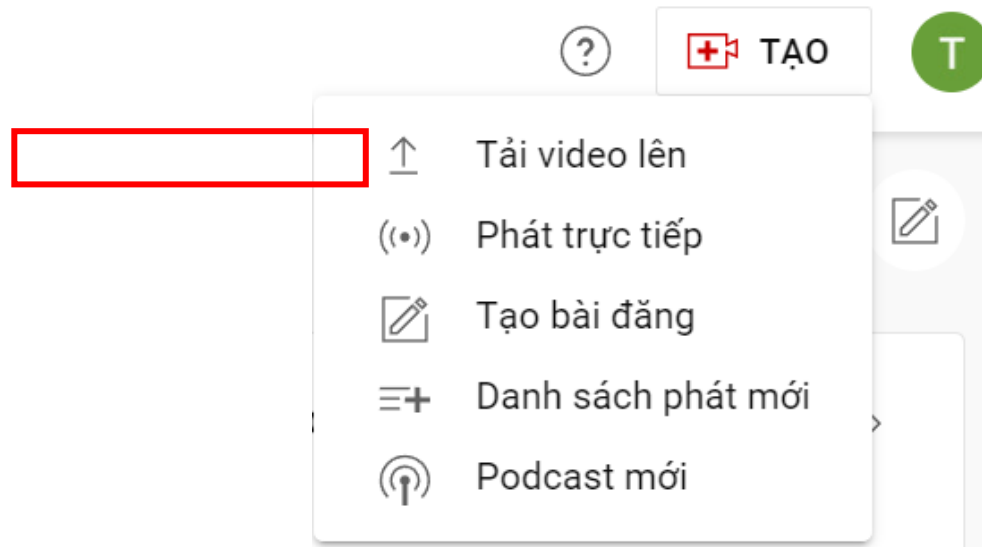 TẠO
T
Tải video lên
Phát trực tiếp
Tạo bài đăng
Danh sách phát mới
Podcast mới